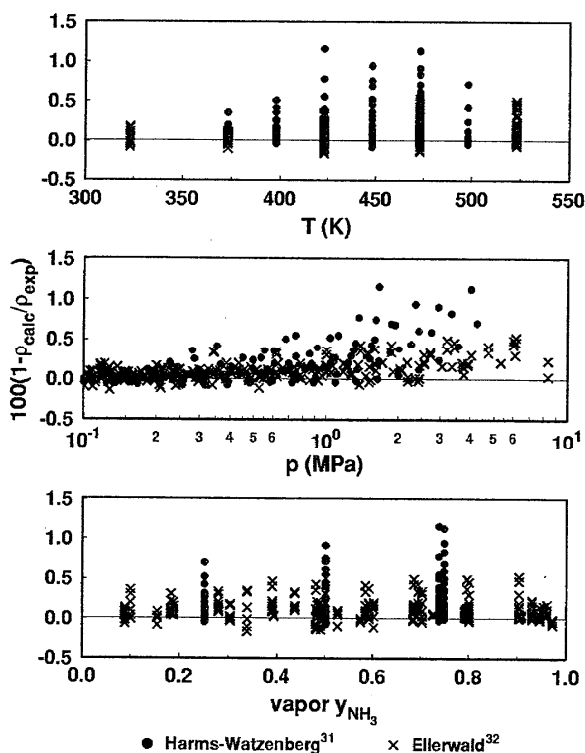 1.5
1.0
0.5
0.0
-0.5
300 350 400 450 500 550
T (K)
100(1-ρcalc/ρexp)
1.5
1.0
0.5
0.0
-0.5
10⁻¹ 2 3 4 5 6 10⁰ 2 3 4 5 6 10¹
p (MPa)
1.5
1.0
0.5
0.0
-0.5
0.0 0.2 0.4 0.6 0.8 1.0
vapor yNH₃
● Harms-Watzenberg³¹ × Ellerwald³²